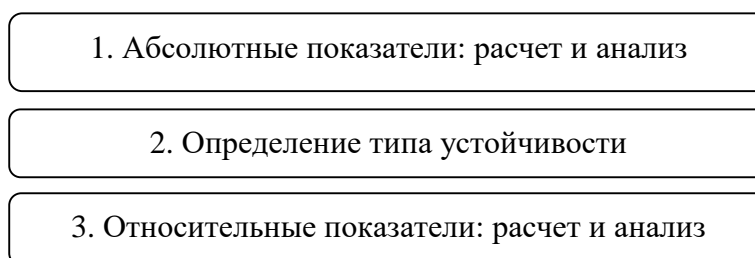 1. Абсолютные показатели: расчет и анализ
2. Определение типа устойчивости
3. Относительные показатели: расчет и анализ